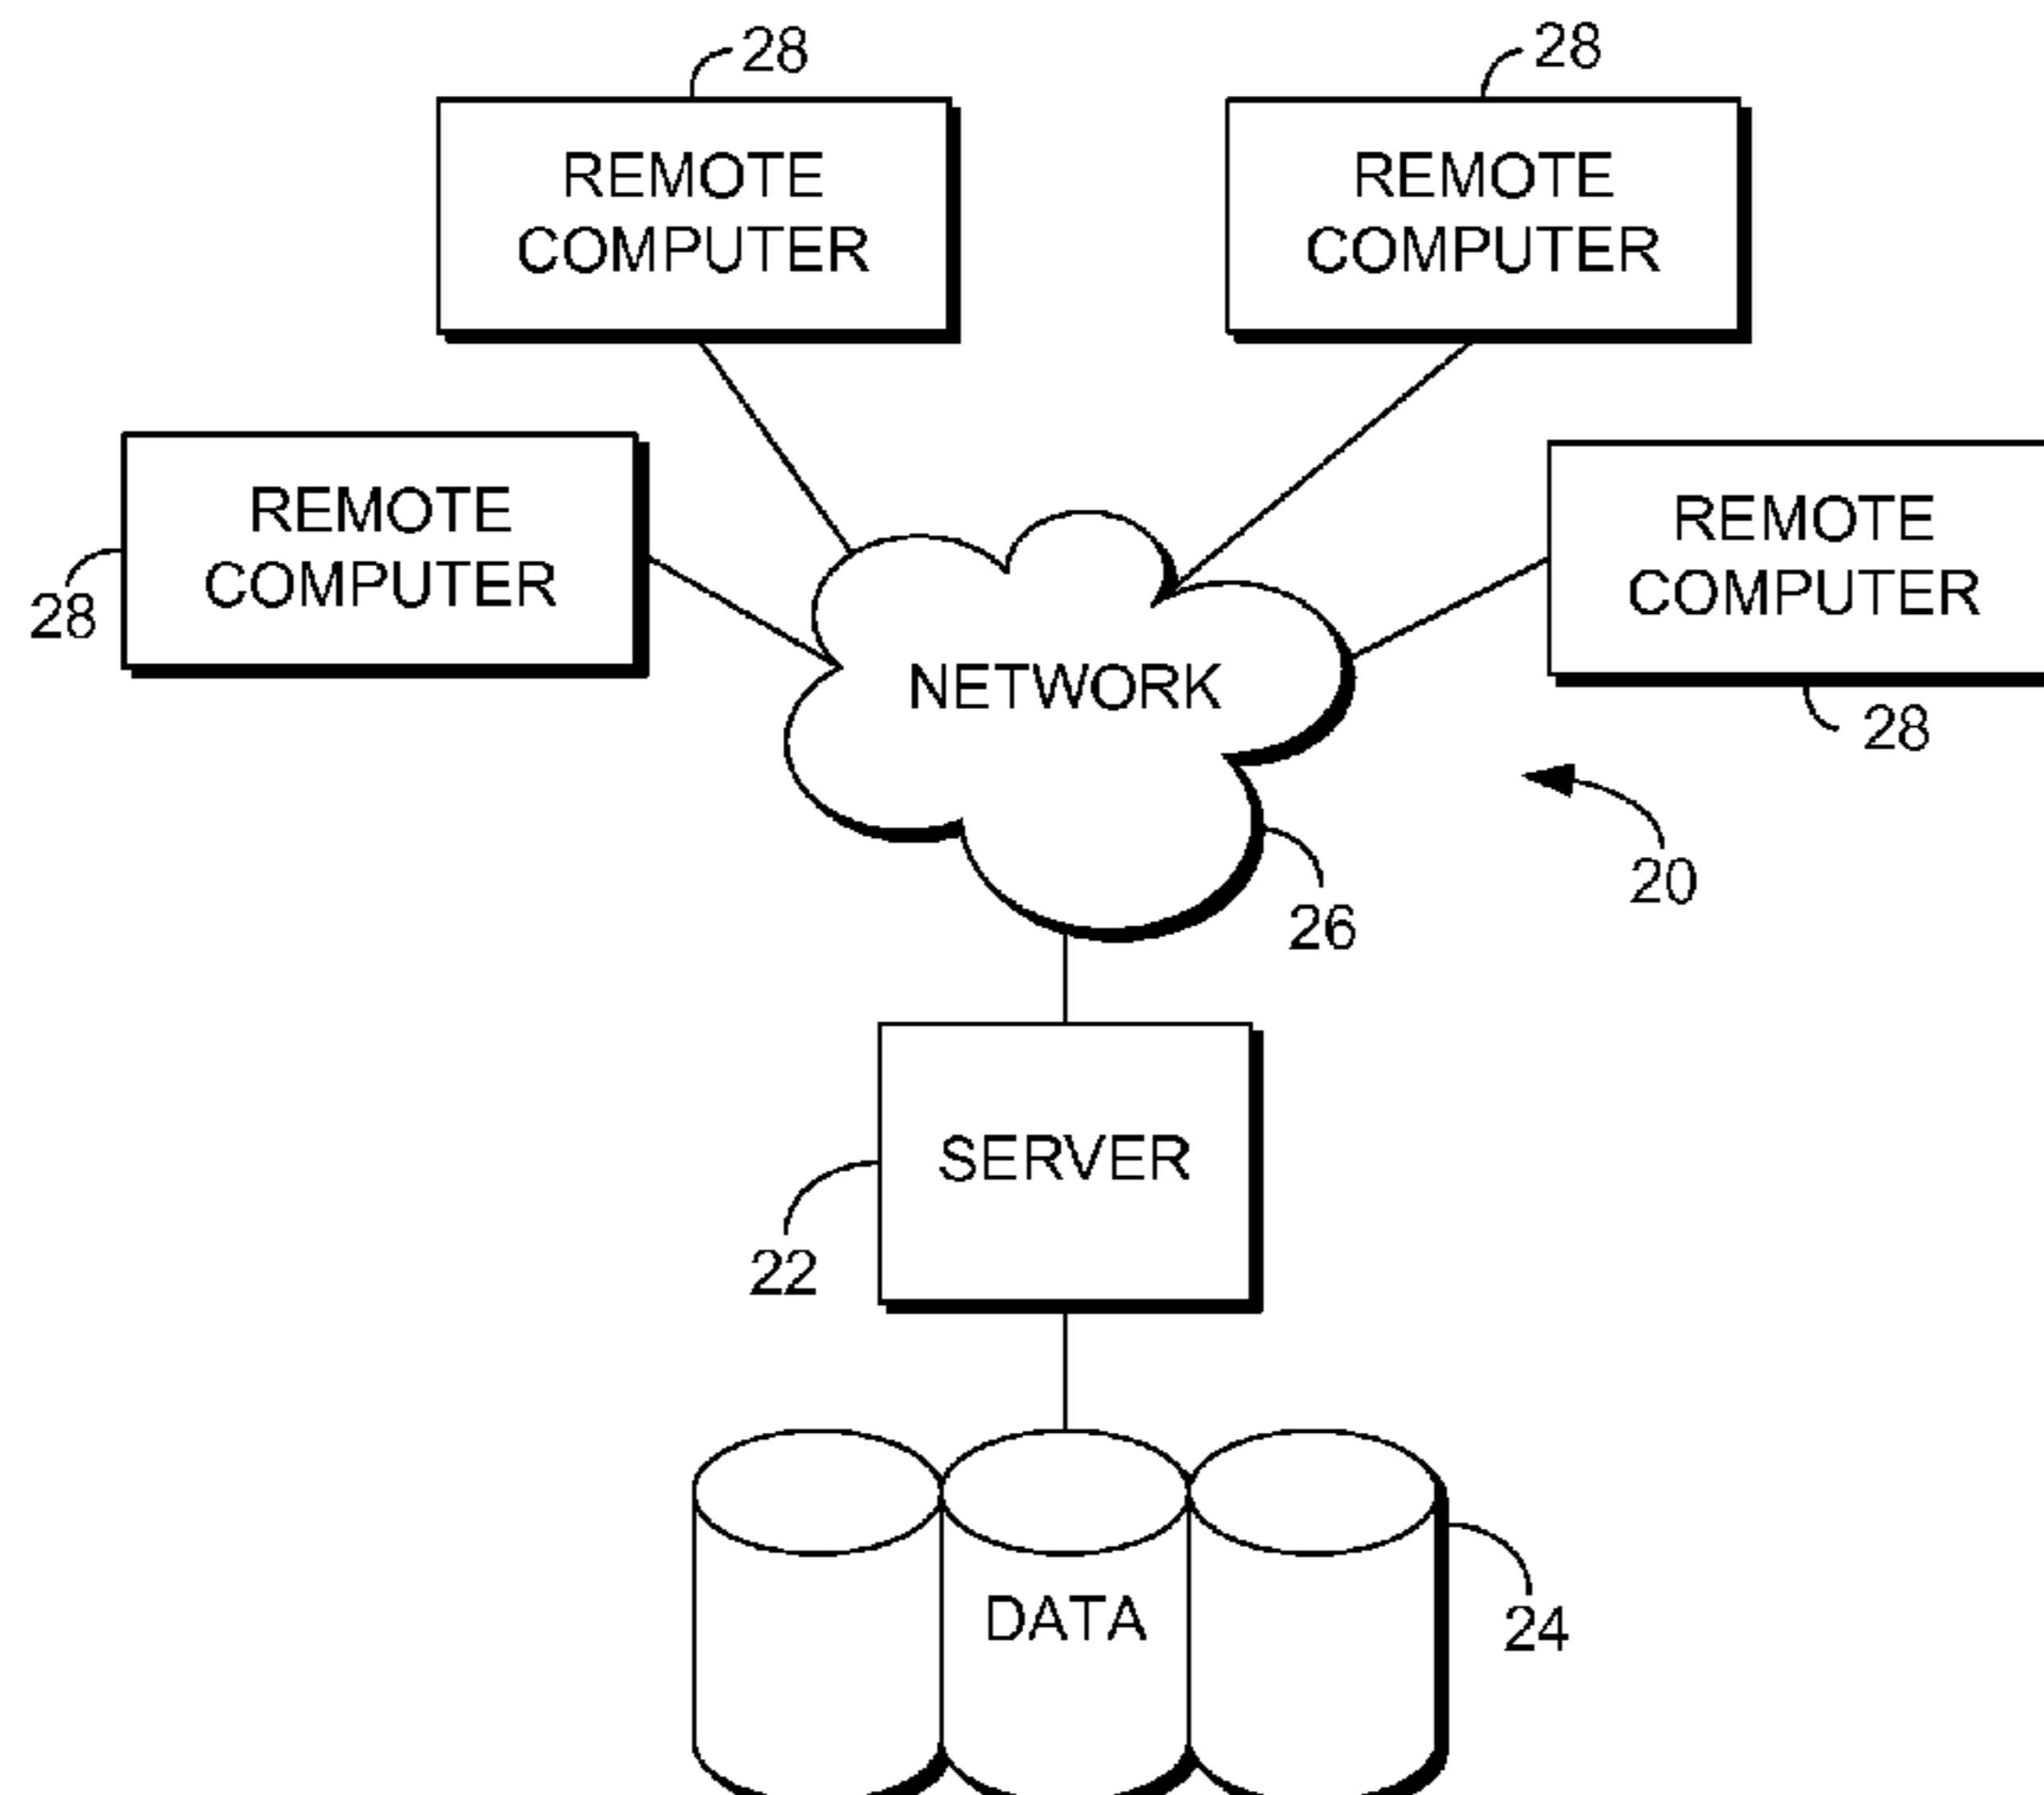 28
28
REMOTE
COMPUTER
REMOTE
COMPUTER
REMOTE
COMPUTER
28
REMOTE
COMPUTER
28
NETWORK
20
26
SERVER
22
DATA
24